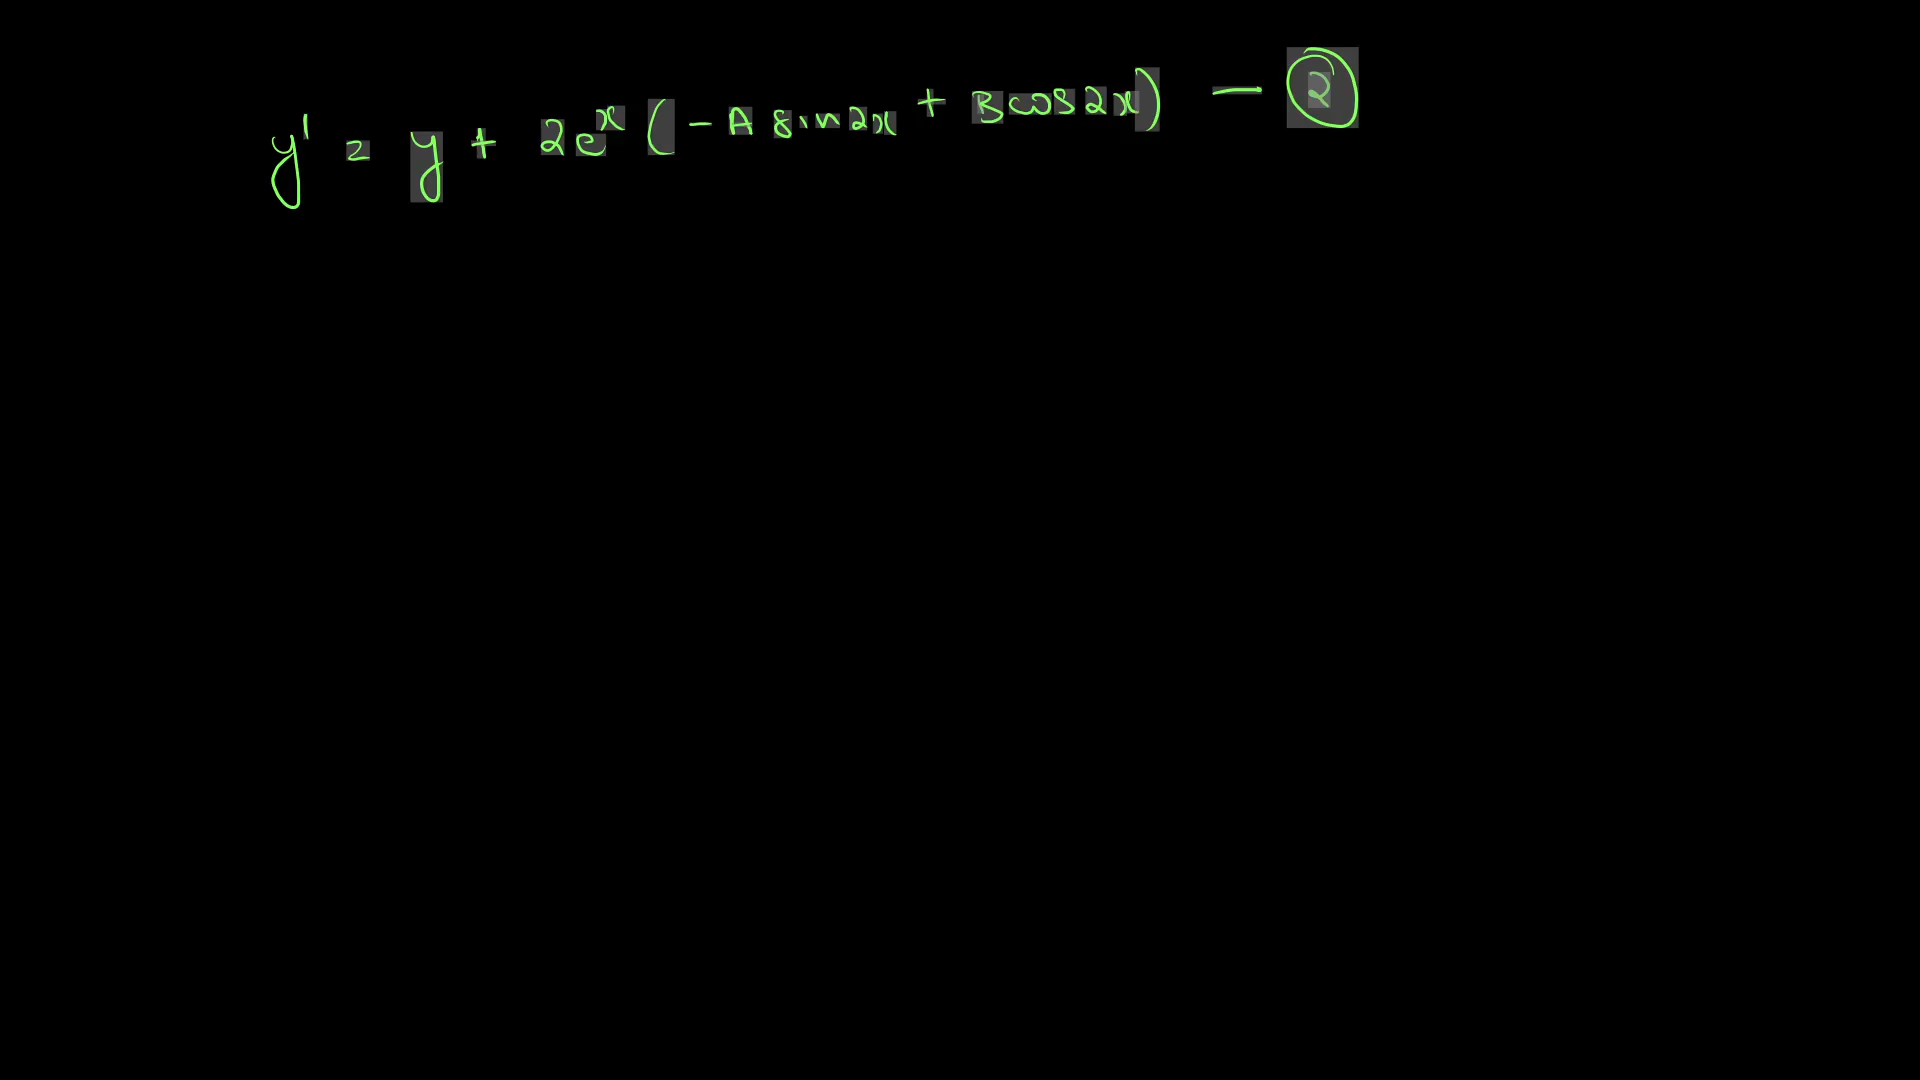 y' = y + 2e^x (- A sin2x + B cos2x) — ②